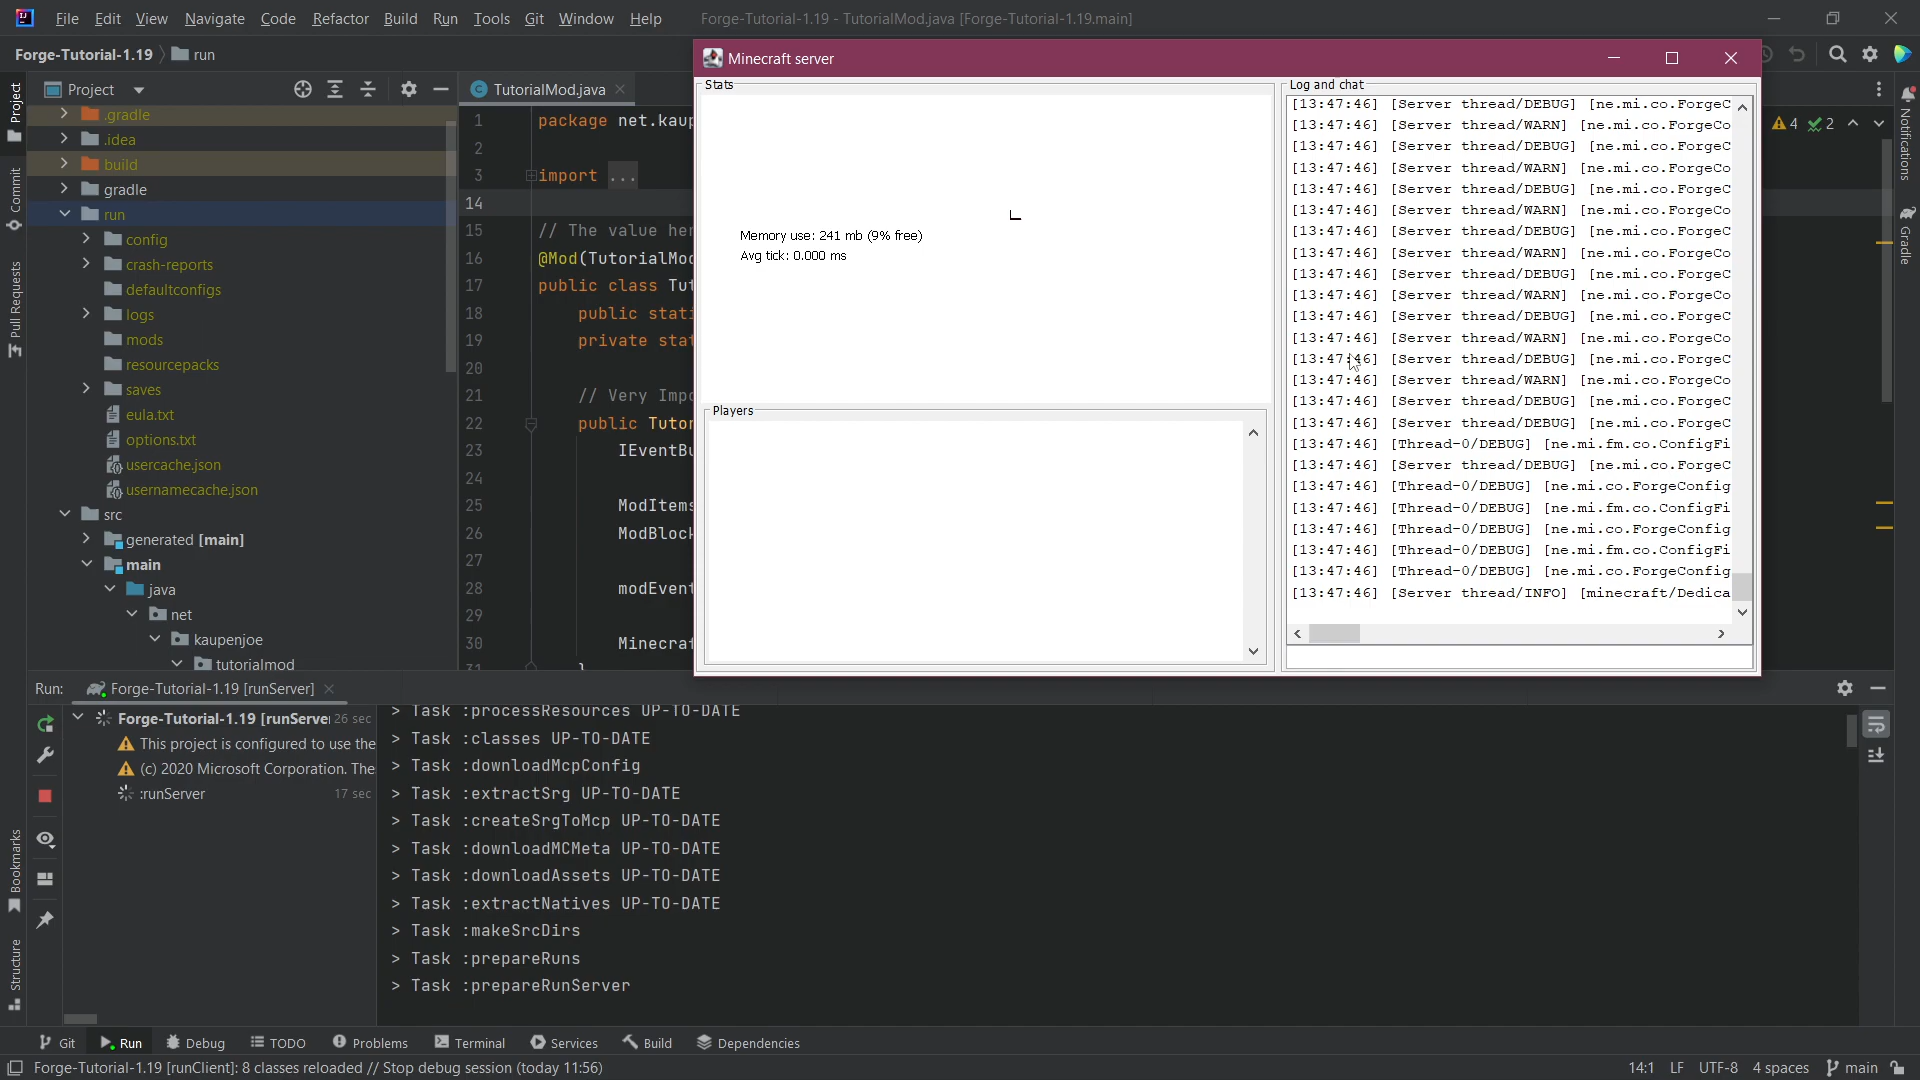 File Edit View Navigate Code Refactor Build Run Tools Git Window Help Forge-Tutorial-1.19 - TutorialMod.java [Forge-Tutorial-1.19.main]
Forge-Tutorial-1.19 run
Project
Commit
Pull Requests
Bookmarks
Structure
Project
.gradle
.idea
build
gradle
run
config
crash-reports
defaultconfigs
logs
mods
resourcepacks
saves
eula.txt
options.txt
usercache.json
usernamecache.json
src
generated [main]
main
java
net
kaupenjoe
tutorialmod
TutorialMod.java
1 package net.kaup
2
3 import ...
14
15 // The value her
16 @Mod(TutorialMod
17 public class Tut
18 public stati
19 private stat
20
21 // Very Impo
22 public Tutor
23 IEventBu
24
25 ModItems
26 ModBlock
27
28 modEvent
29
30 Minecraf
31 }
Minecraft server
Stats
Memory use: 241 mb (9% free)
Avg tick: 0.000 ms
Players
Log and chat
[13:47:46] [Server thread/DEBUG] [ne.mi.co.ForgeC
[13:47:46] [Server thread/WARN] [ne.mi.co.ForgeCo
[13:47:46] [Server thread/DEBUG] [ne.mi.co.ForgeC
[13:47:46] [Server thread/WARN] [ne.mi.co.ForgeCo
[13:47:46] [Server thread/DEBUG] [ne.mi.co.ForgeC
[13:47:46] [Server thread/WARN] [ne.mi.co.ForgeCo
[13:47:46] [Server thread/DEBUG] [ne.mi.co.ForgeC
[13:47:46] [Server thread/WARN] [ne.mi.co.ForgeCo
[13:47:46] [Server thread/DEBUG] [ne.mi.co.ForgeC
[13:47:46] [Server thread/WARN] [ne.mi.co.ForgeCo
[13:47:46] [Server thread/DEBUG] [ne.mi.co.ForgeC
[13:47:46] [Server thread/WARN] [ne.mi.co.ForgeCo
[13:47:46] [Server thread/DEBUG] [ne.mi.co.ForgeC
[13:47:46] [Server thread/WARN] [ne.mi.co.ForgeCo
[13:47:46] [Server thread/DEBUG] [ne.mi.co.ForgeC
[13:47:46] [Server thread/DEBUG] [ne.mi.co.ForgeC
[13:47:46] [Thread-0/DEBUG] [ne.mi.fm.co.ConfigFi
[13:47:46] [Server thread/DEBUG] [ne.mi.co.ForgeC
[13:47:46] [Thread-0/DEBUG] [ne.mi.co.ForgeConfig
[13:47:46] [Thread-0/DEBUG] [ne.mi.fm.co.ConfigFi
[13:47:46] [Thread-0/DEBUG] [ne.mi.co.ForgeConfig
[13:47:46] [Thread-0/DEBUG] [ne.mi.fm.co.ConfigFi
[13:47:46] [Thread-0/DEBUG] [ne.mi.co.ForgeConfig
[13:47:46] [Server thread/INFO] [minecraft/Dedica
4 2
Notifications
Gradle
Run: Forge-Tutorial-1.19 [runServer]
Forge-Tutorial-1.19 [runServe 26 sec
This project is configured to use the
(c) 2020 Microsoft Corporation. The
:runServer 17 sec
> Task :processResources UP-TO-DATE
> Task :classes UP-TO-DATE
> Task :downloadMcpConfig
> Task :extractSrg UP-TO-DATE
> Task :createSrgToMcp UP-TO-DATE
> Task :downloadMCMeta UP-TO-DATE
> Task :downloadAssets UP-TO-DATE
> Task :extractNatives UP-TO-DATE
> Task :makeSrcDirs
> Task :prepareRuns
> Task :prepareRunServer
Git Run Debug TODO Problems Terminal Services Build Dependencies
Forge-Tutorial-1.19 [runClient]: 8 classes reloaded // Stop debug session (today 11:56) 14:1 LF UTF-8 4 spaces main